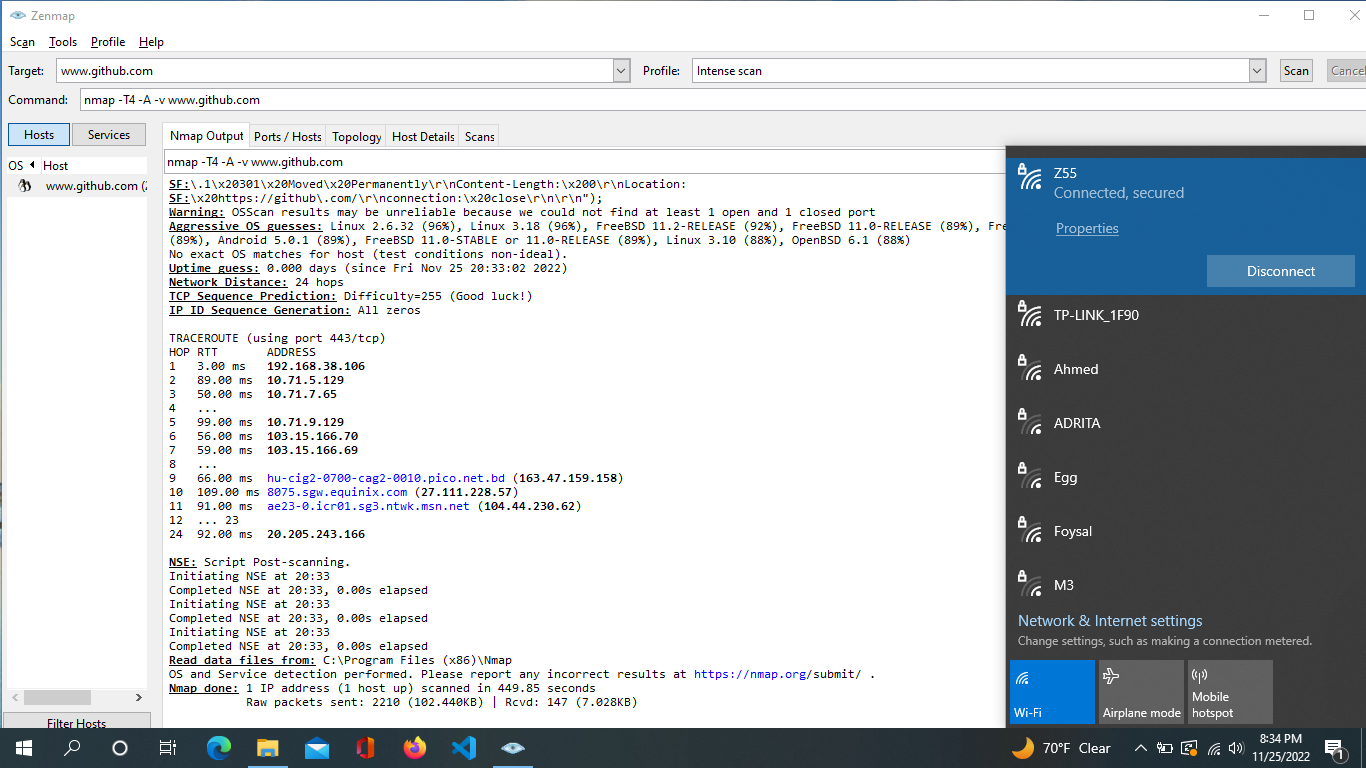 Zenmap
Scan Tools Profile Help
Target: www.github.com Profile: Intense scan Scan Cancel
Command: nmap -T4 -A -v www.github.com
Hosts Services
OS Host
www.github.com (2
Nmap Output Ports / Hosts Topology Host Details Scans
nmap -T4 -A -v www.github.com
SF:\.1\x20301\x20Moved\x20Permanently\r\nContent-Length:\x200\r\nLocation:
SF:\x20https://github\.com/\r\nconnection:\x20close\r\n\r\n");
Warning: OSScan results may be unreliable because we could not find at least 1 open and 1 closed port
Aggressive OS guesses: Linux 2.6.32 (96%), Linux 3.18 (96%), FreeBSD 11.2-RELEASE (92%), FreeBSD 11.0-RELEASE (89%), Fre
(89%), Android 5.0.1 (89%), FreeBSD 11.0-STABLE or 11.0-RELEASE (89%), Linux 3.10 (88%), OpenBSD 6.1 (88%)
No exact OS matches for host (test conditions non-ideal).
Uptime guess: 0.000 days (since Fri Nov 25 20:33:02 2022)
Network Distance: 24 hops
TCP Sequence Prediction: Difficulty=255 (Good luck!)
IP ID Sequence Generation: All zeros
TRACEROUTE (using port 443/tcp)
HOP RTT ADDRESS
1 3.00 ms 192.168.38.106
2 89.00 ms 10.71.5.129
3 50.00 ms 10.71.7.65
4 ...
5 99.00 ms 10.71.9.129
6 56.00 ms 103.15.166.70
7 59.00 ms 103.15.166.69
8 ...
9 66.00 ms hu-cig2-0700-cag2-0010.pico.net.bd (163.47.159.158)
10 109.00 ms 8075.sgw.equinix.com (27.111.228.57)
11 91.00 ms ae23-0.icr01.sg3.ntwk.msn.net (104.44.230.62)
12 ... 23
24 92.00 ms 20.205.243.166
NSE: Script Post-scanning.
Initiating NSE at 20:33
Completed NSE at 20:33, 0.00s elapsed
Initiating NSE at 20:33
Completed NSE at 20:33, 0.00s elapsed
Initiating NSE at 20:33
Completed NSE at 20:33, 0.00s elapsed
Read data files from: C:\Program Files (x86)\Nmap
OS and Service detection performed. Please report any incorrect results at https://nmap.org/submit/ .
Nmap done: 1 IP address (1 host up) scanned in 449.85 seconds
Raw packets sent: 2210 (102.440KB) | Rcvd: 147 (7.028KB)
Filter Hosts
Z55
Connected, secured
Properties
Disconnect
TP-LINK_1F90
Ahmed
ADRITA
Egg
Foysal
M3
Network & Internet settings
Change settings, such as making a connection metered.
Wi-Fi
Airplane mode
Mobile
hotspot
70°F Clear
8:34 PM
11/25/2022
1